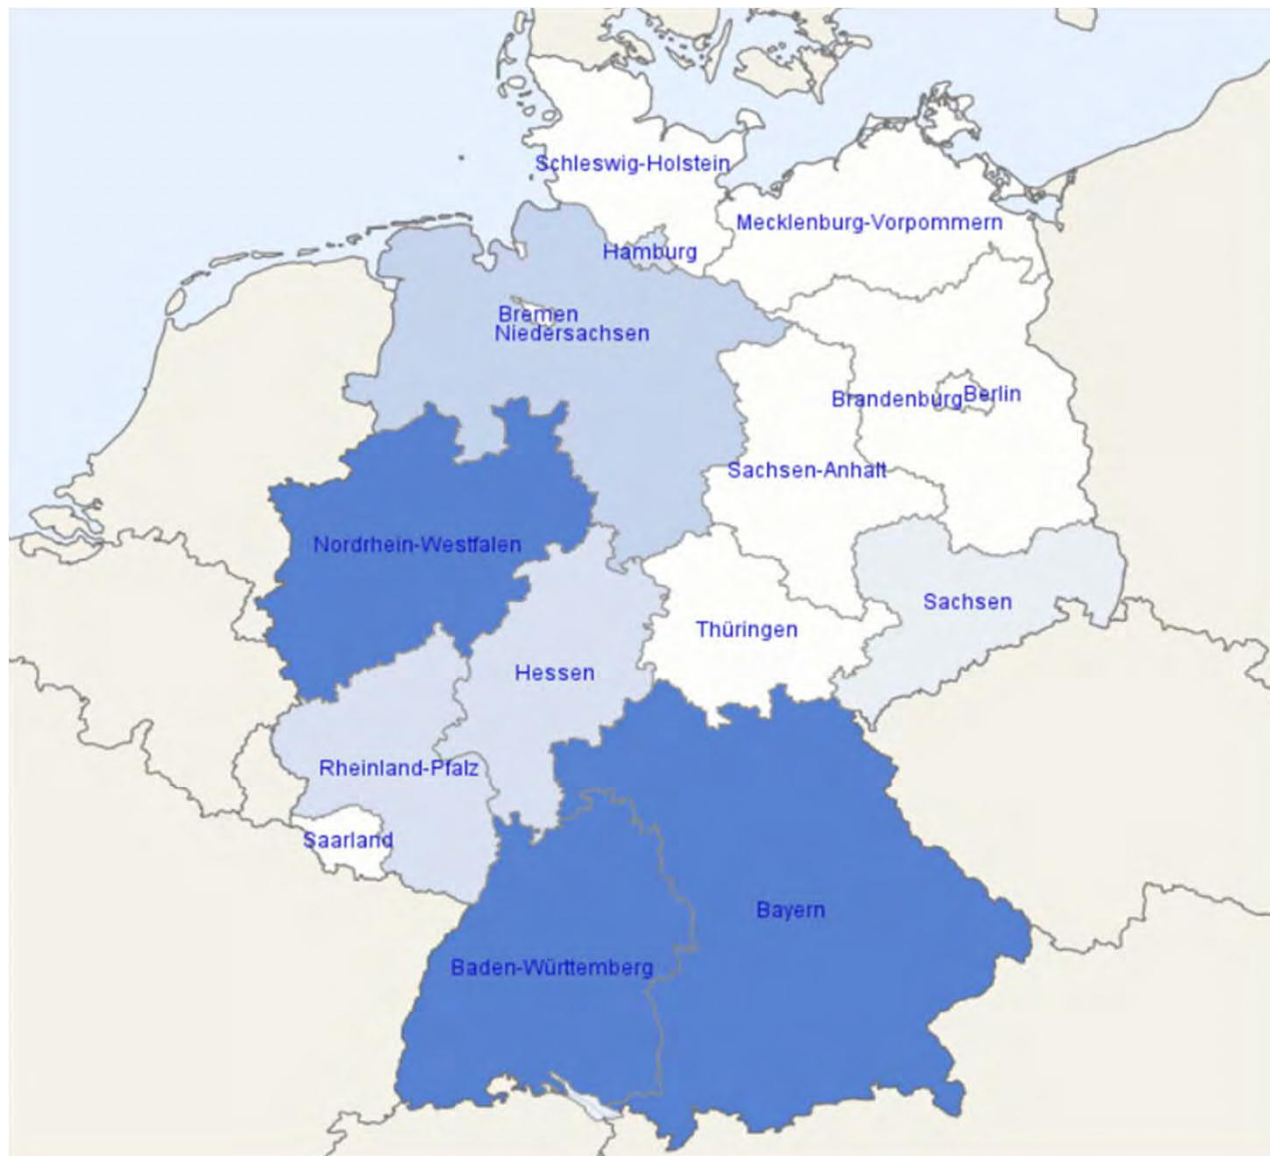 Schleswig-Holstein
Mecklenburg-Vorpommern
Hamburg
Bremen
Niedersachsen
Brandenburg
Berlin
Sachsen-Anhalt
Nordrhein-Westfalen
Sachsen
Thüringen
Hessen
Rheinland-Pfalz
Saarland
Bayern
Baden-Württemberg